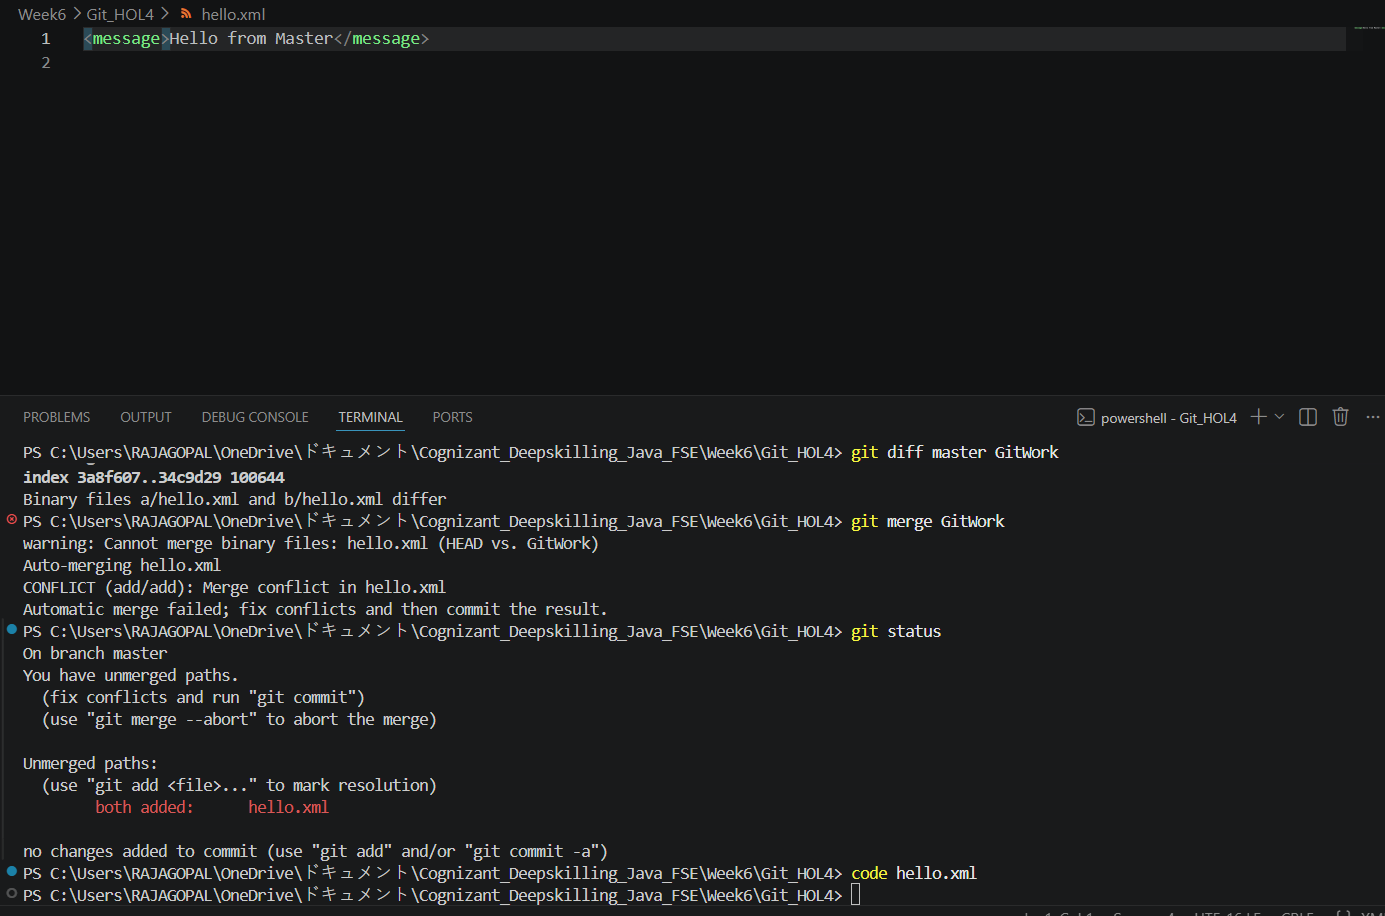 Week6 > Git_HOL4 > hello.xml
1 <message>Hello from Master</message>
2
PROBLEMS OUTPUT DEBUG CONSOLE TERMINAL PORTS powershell - Git_HOL4
PS C:\Users\RAJAGOPAL\OneDrive\ドキュメント\Cognizant_Deepskilling_Java_FSE\Week6\Git_HOL4> git diff master GitWork
index 3a8f607..34c9d29 100644
Binary files a/hello.xml and b/hello.xml differ
PS C:\Users\RAJAGOPAL\OneDrive\ドキュメント\Cognizant_Deepskilling_Java_FSE\Week6\Git_HOL4> git merge GitWork
warning: Cannot merge binary files: hello.xml (HEAD vs. GitWork)
Auto-merging hello.xml
CONFLICT (add/add): Merge conflict in hello.xml
Automatic merge failed; fix conflicts and then commit the result.
PS C:\Users\RAJAGOPAL\OneDrive\ドキュメント\Cognizant_Deepskilling_Java_FSE\Week6\Git_HOL4> git status
On branch master
You have unmerged paths.
(fix conflicts and run "git commit")
(use "git merge --abort" to abort the merge)
Unmerged paths:
(use "git add <file>..." to mark resolution)
both added: hello.xml
no changes added to commit (use "git add" and/or "git commit -a")
PS C:\Users\RAJAGOPAL\OneDrive\ドキュメント\Cognizant_Deepskilling_Java_FSE\Week6\Git_HOL4> code hello.xml
PS C:\Users\RAJAGOPAL\OneDrive\ドキュメント\Cognizant_Deepskilling_Java_FSE\Week6\Git_HOL4>